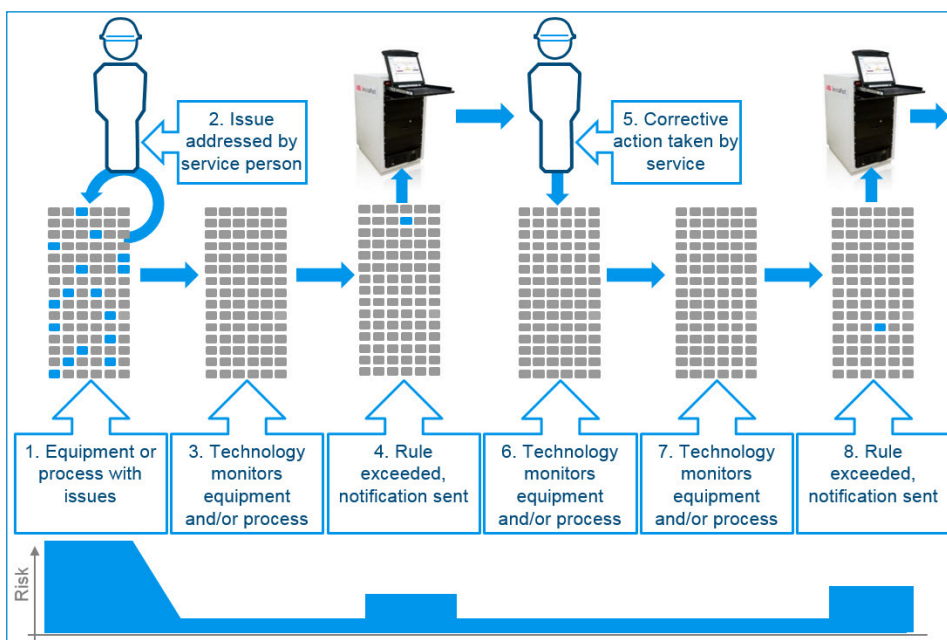 2. Issue
addressed by
service person
5. Corrective
action taken by
service
1. Equipment or
process with
issues
3. Technology
monitors
equipment
and/or process
4. Rule
exceeded,
notification sent
6. Technology
monitors
equipment
and/or process
7. Technology
monitors
equipment
and/or process
8. Rule
exceeded,
notification sent
Risk